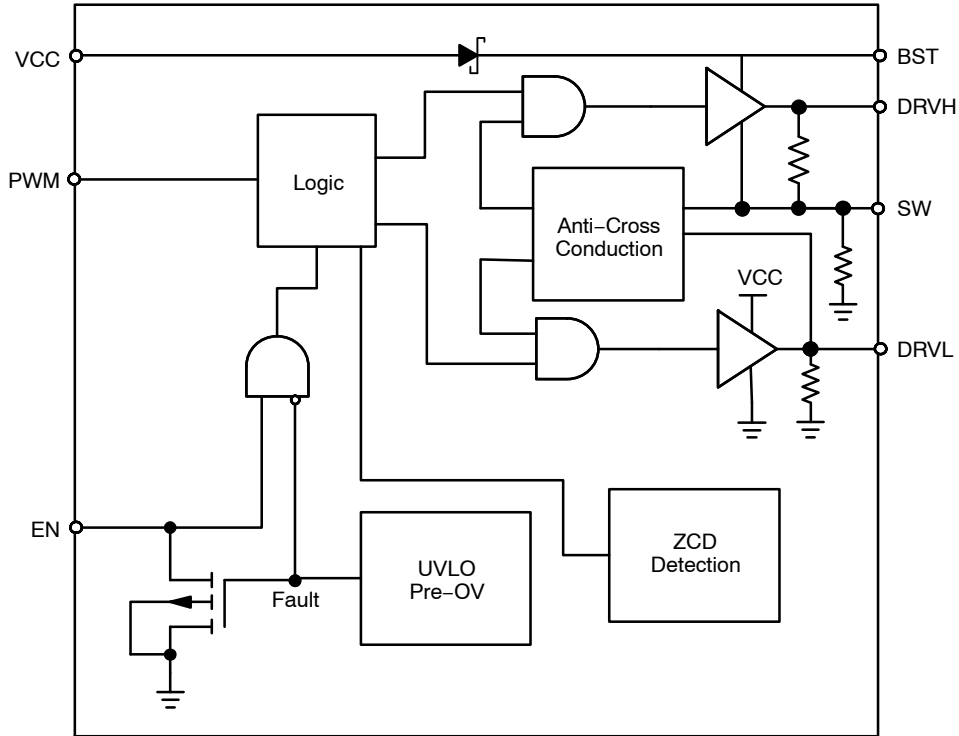 VCC
BST
DRVH
PWM
Logic
SW
Anti−Cross
Conduction
VCC
DRVL
EN
UVLO
Pre−OV
Fault
ZCD
Detection